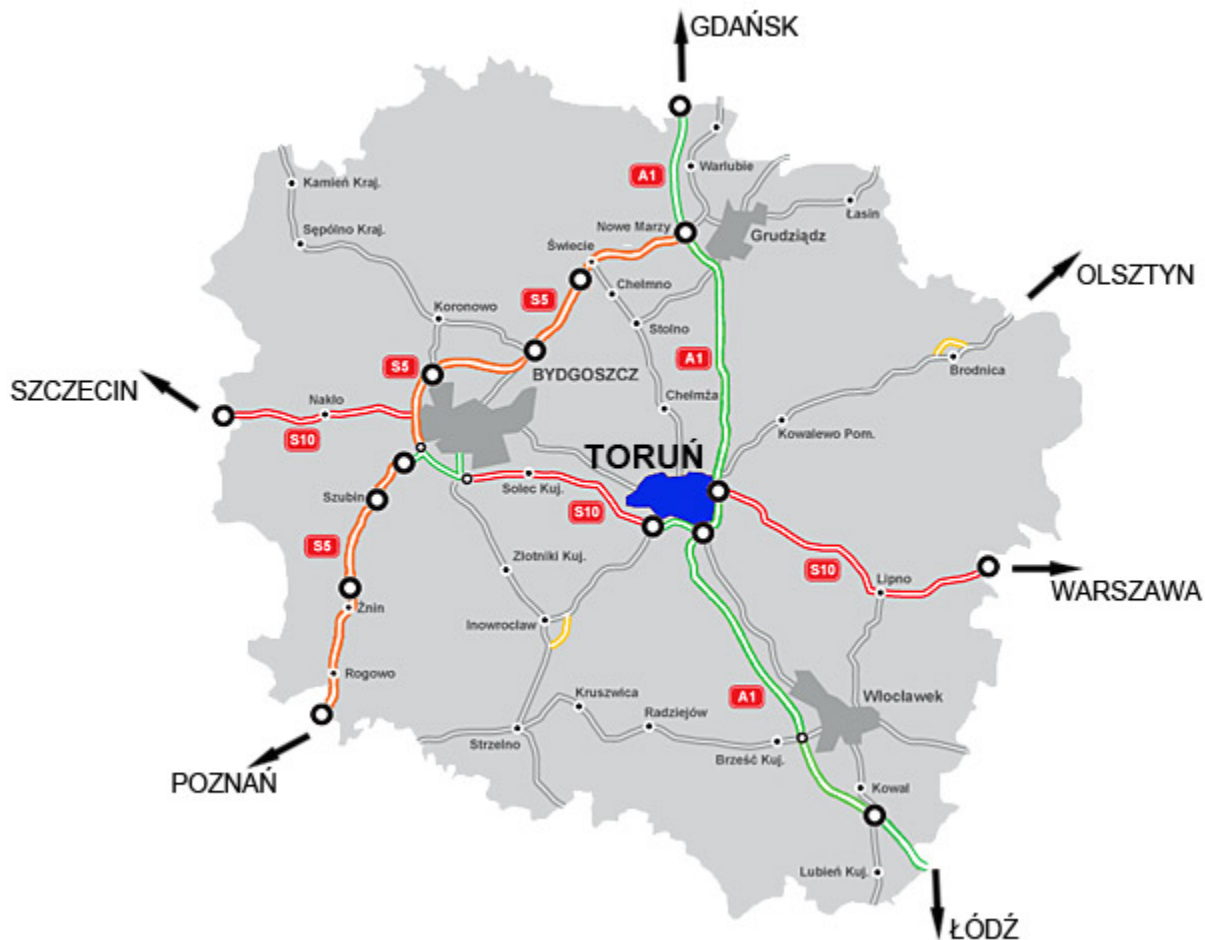 GDAŃSK
A1
Warlubie
Kamień Kraj.
Łasin
Sępólno Kraj.
Nowe Marzy
Grudziądz
Świecie
OLSZTYN
Chełmno
S5
Koronowo
Stolno
A1
S5
BYDGOSZCZ
Brodnica
SZCZECIN
Nakło
Chełmża
S10
Kowalewo Pom.
TORUŃ
Solec Kuj.
Szubin
S10
S5
Złotniki Kuj.
S10
Lipno
WARSZAWA
Żnin
Inowrocław
Rogowo
A1
Kruszwica
Włocławek
Radziejów
Strzelno
Brześć Kuj.
POZNAŃ
Kowal
Lubień Kuj.
ŁÓDŹ